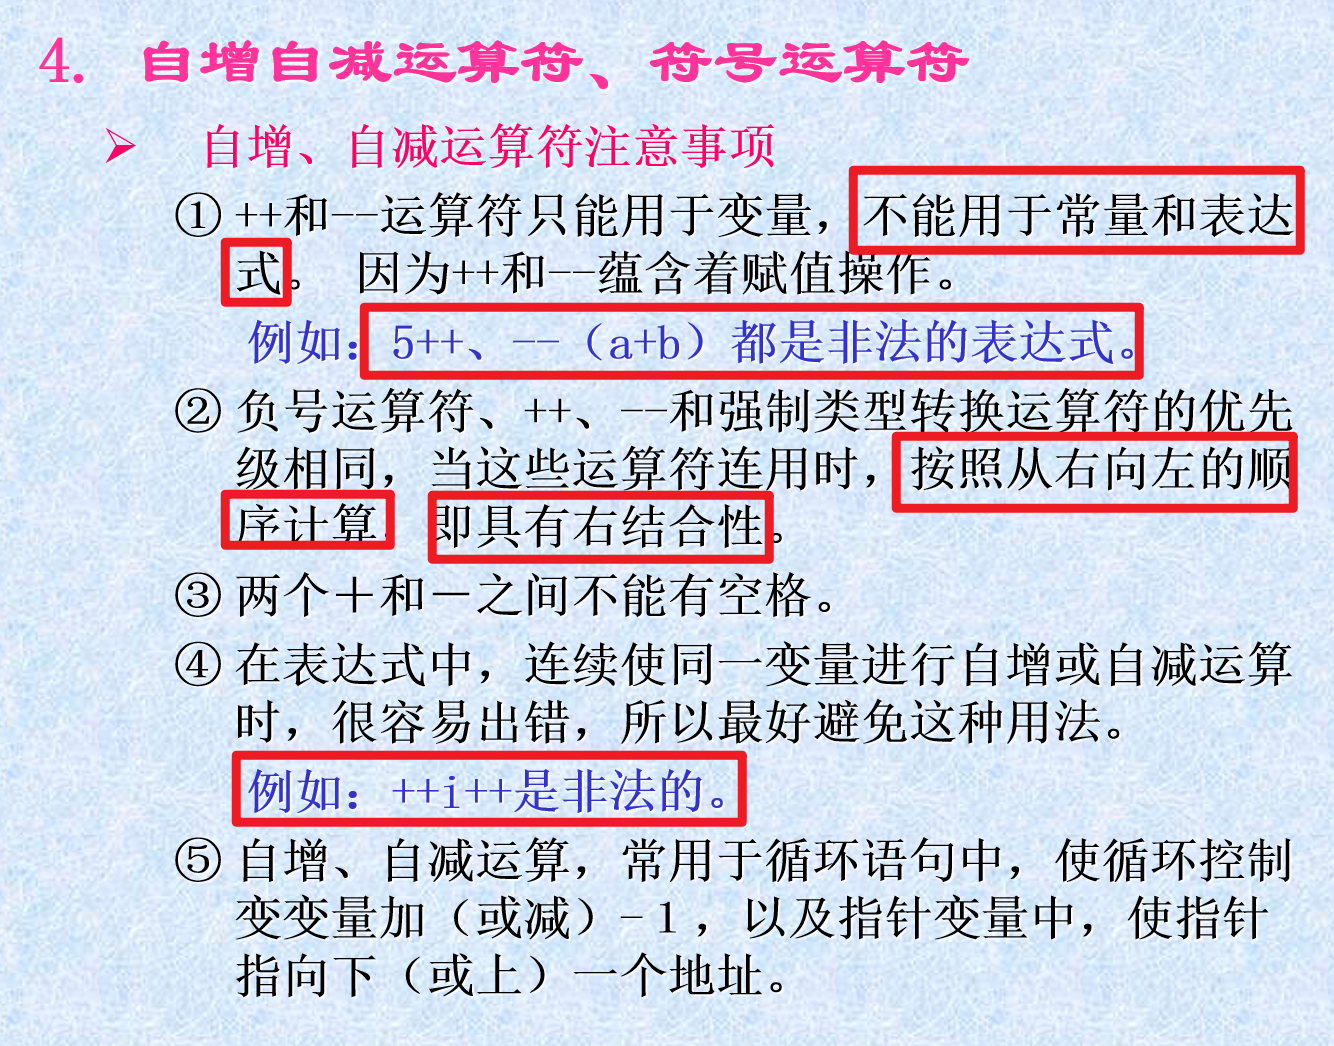 4. 自增自减运算符、符号运算符
➢ 自增、自减运算符注意事项
① ++和--运算符只能用于变量，不能用于常量和表达
式。 因为++和--蕴含着赋值操作。
例如：5++、--（a+b）都是非法的表达式。
② 负号运算符、++、--和强制类型转换运算符的优先
级相同，当这些运算符连用时，按照从右向左的顺
序计算，即具有右结合性。
③ 两个＋和－之间不能有空格。
④ 在表达式中，连续使同一变量进行自增或自减运算
时，很容易出错，所以最好避免这种用法。
例如：++i++是非法的。
⑤ 自增、自减运算，常用于循环语句中，使循环控制
变变量加（或减）-１，以及指针变量中，使指针
指向下（或上）一个地址。